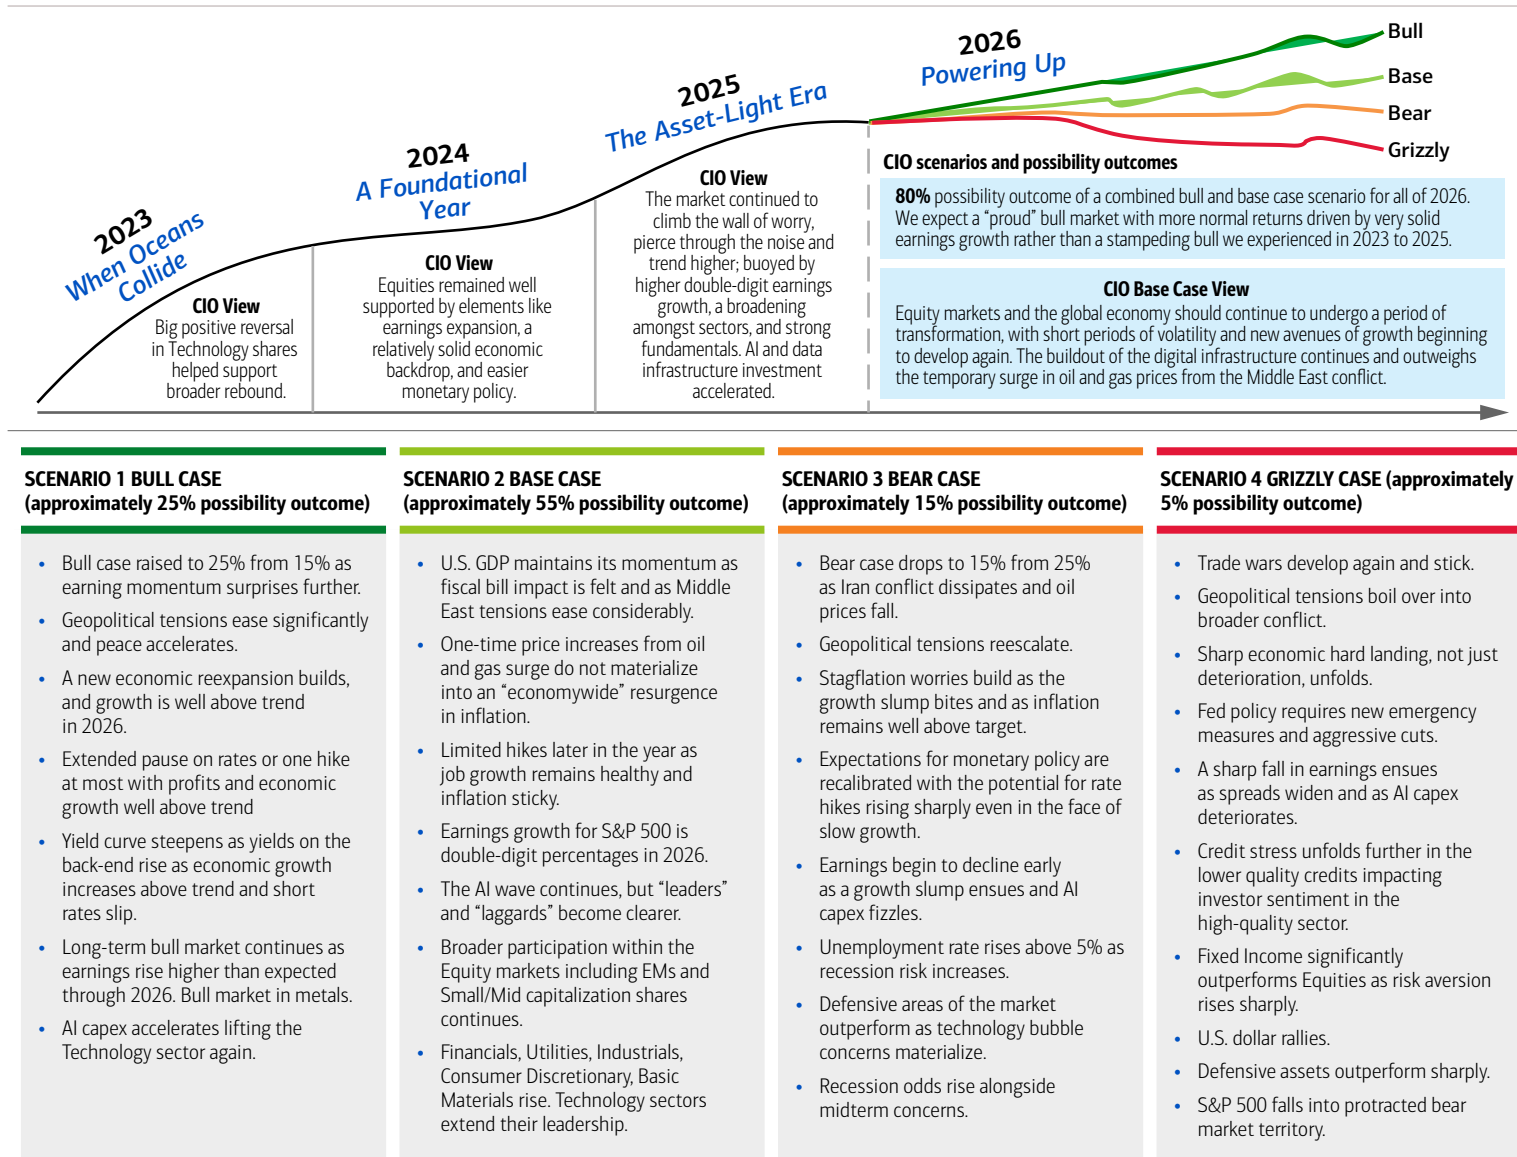 2023
When Oceans
Collide
CIO View
Big positive reversal
in Technology shares
helped support
broader rebound.
2024
A Foundational
Year
CIO View
Equities remained well
supported by elements like
earnings expansion, a
relatively solid economic
backdrop, and easier
monetary policy.
2025
The Asset-Light Era
CIO View
The market continued to
climb the wall of worry,
pierce through the noise and
trend higher; buoyed by
higher double-digit earnings
growth, a broadening
amongst sectors, and strong
fundamentals. AI and data
infrastructure investment
accelerated.
2026
Powering Up
Bull
Base
Bear
Grizzly
CIO scenarios and possibility outcomes
80% possibility outcome of a combined bull and base case scenario for all of 2026.
We expect a “proud” bull market with more normal returns driven by very solid
earnings growth rather than a stampeding bull we experienced in 2023 to 2025.
CIO Base Case View
Equity markets and the global economy should continue to undergo a period of
transformation, with short periods of volatility and new avenues of growth beginning
to develop again. The buildout of the digital infrastructure continues and outweighs
the temporary surge in oil and gas prices from the Middle East conflict.
SCENARIO 1 BULL CASE
(approximately 25% possibility outcome)
• Bull case raised to 25% from 15% as
earning momentum surprises further.
• Geopolitical tensions ease significantly
and peace accelerates.
• A new economic reexpansion builds,
and growth is well above trend
in 2026.
• Extended pause on rates or one hike
at most with profits and economic
growth well above trend
• Yield curve steepens as yields on the
back-end rise as economic growth
increases above trend and short
rates slip.
• Long-term bull market continues as
earnings rise higher than expected
through 2026. Bull market in metals.
• AI capex accelerates lifting the
Technology sector again.
SCENARIO 2 BASE CASE
(approximately 55% possibility outcome)
• U.S. GDP maintains its momentum as
fiscal bill impact is felt and as Middle
East tensions ease considerably.
• One-time price increases from oil
and gas surge do not materialize
into an “economywide” resurgence
in inflation.
• Limited hikes later in the year as
job growth remains healthy and
inflation sticky.
• Earnings growth for S&P 500 is
double-digit percentages in 2026.
• The AI wave continues, but “leaders”
and “laggards” become clearer.
• Broader participation within the
Equity markets including EMs and
Small/Mid capitalization shares
continues.
• Financials, Utilities, Industrials,
Consumer Discretionary, Basic
Materials rise. Technology sectors
extend their leadership.
SCENARIO 3 BEAR CASE
(approximately 15% possibility outcome)
• Bear case drops to 15% from 25%
as Iran conflict dissipates and oil
prices fall.
• Geopolitical tensions reescalate.
• Stagflation worries build as the
growth slump bites and as inflation
remains well above target.
• Expectations for monetary policy are
recalibrated with the potential for rate
hikes rising sharply even in the face of
slow growth.
• Earnings begin to decline early
as a growth slump ensues and AI
capex fizzles.
• Unemployment rate rises above 5% as
recession risk increases.
• Defensive areas of the market
outperform as technology bubble
concerns materialize.
• Recession odds rise alongside
midterm concerns.
SCENARIO 4 GRIZZLY CASE (approximately
5% possibility outcome)
• Trade wars develop again and stick.
• Geopolitical tensions boil over into
broader conflict.
• Sharp economic hard landing, not just
deterioration, unfolds.
• Fed policy requires new emergency
measures and aggressive cuts.
• A sharp fall in earnings ensues
as spreads widen and as AI capex
deteriorates.
• Credit stress unfolds further in the
lower quality credits impacting
investor sentiment in the
high-quality sector.
• Fixed Income significantly
outperforms Equities as risk aversion
rises sharply.
• U.S. dollar rallies.
• Defensive assets outperform sharply.
• S&P 500 falls into protracted bear
market territory.